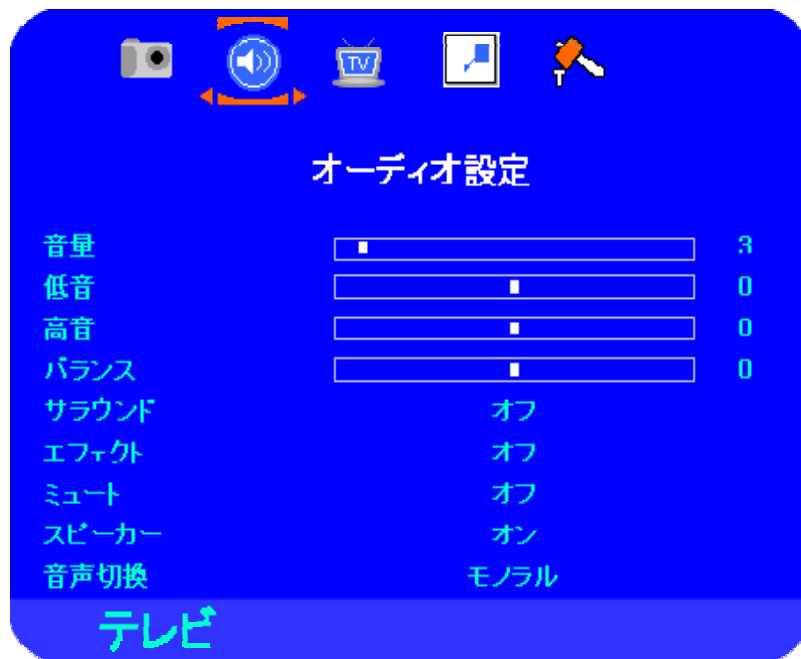 TV
オーディオ設定
音量 3
低音 0
高音 0
バランス 0
サラウンド オフ
エフェクト オフ
ミュート オフ
スピーカー オン
音声切換 モノラル
テレビ